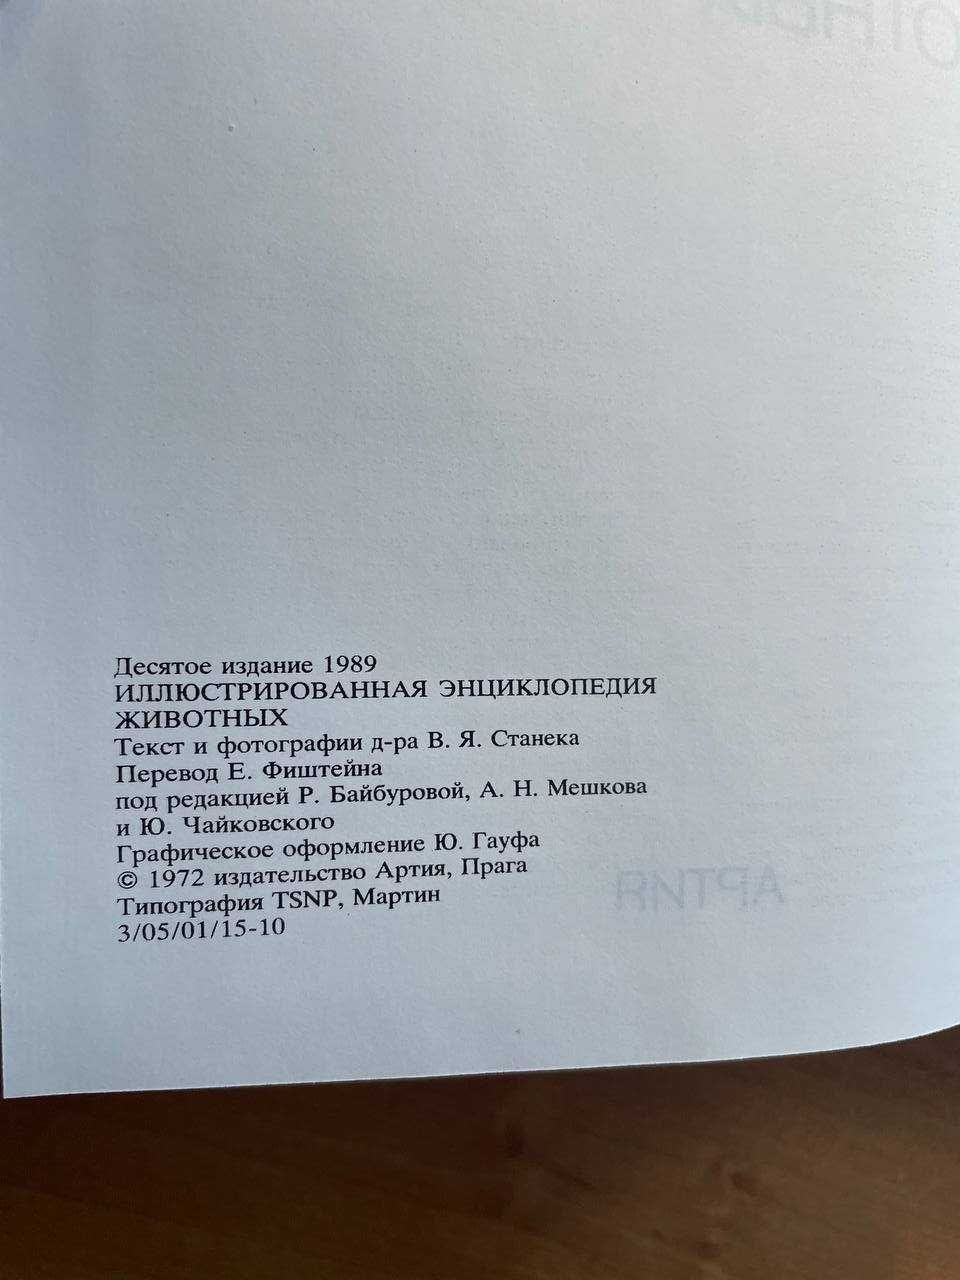 Десятое издание 1989
ИЛЛЮСТРИРОВАННАЯ ЭНЦИКЛОПЕДИЯ
ЖИВОТНЫХ
Текст и фотографии д-ра В. Я. Станека
Перевод Е. Фиштейна
под редакцией Р. Байбуровой, А. Н. Мешкова
и Ю. Чайковского
Графическое оформление Ю. Гауфа
© 1972 издательство Артия, Прага
Типография TSNP, Мартин
3/05/01/15-10
АРТИЯ